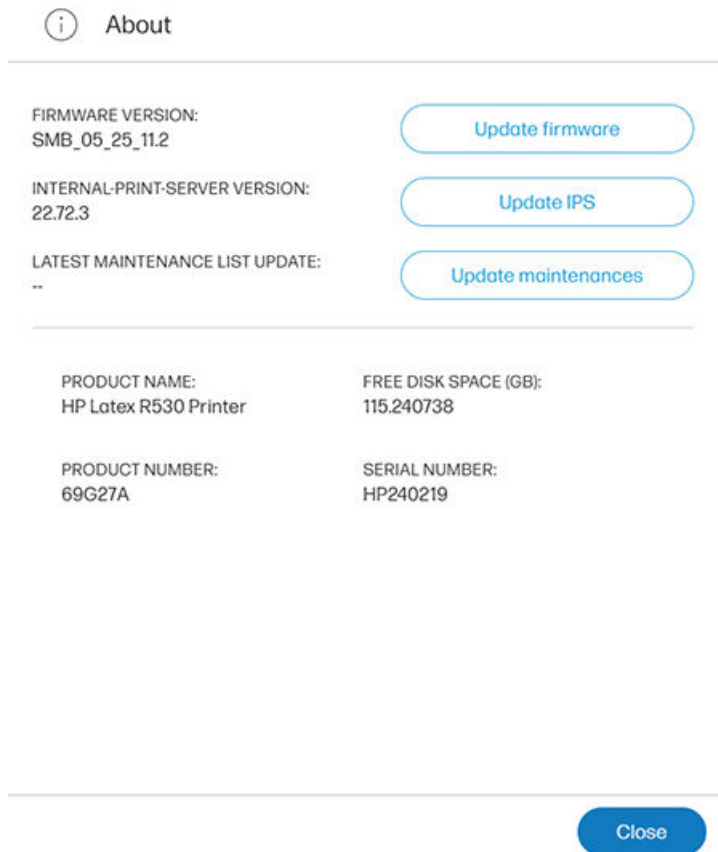 About
FIRMWARE VERSION:
SMB_05_25_11.2
Update firmware
INTERNAL-PRINT-SERVER VERSION:
22.72.3
Update IPS
LATEST MAINTENANCE LIST UPDATE:
--
Update maintenances
PRODUCT NAME:
HP Latex R530 Printer
FREE DISK SPACE (GB):
115.240738
PRODUCT NUMBER:
69G27A
SERIAL NUMBER:
HP240219
Close